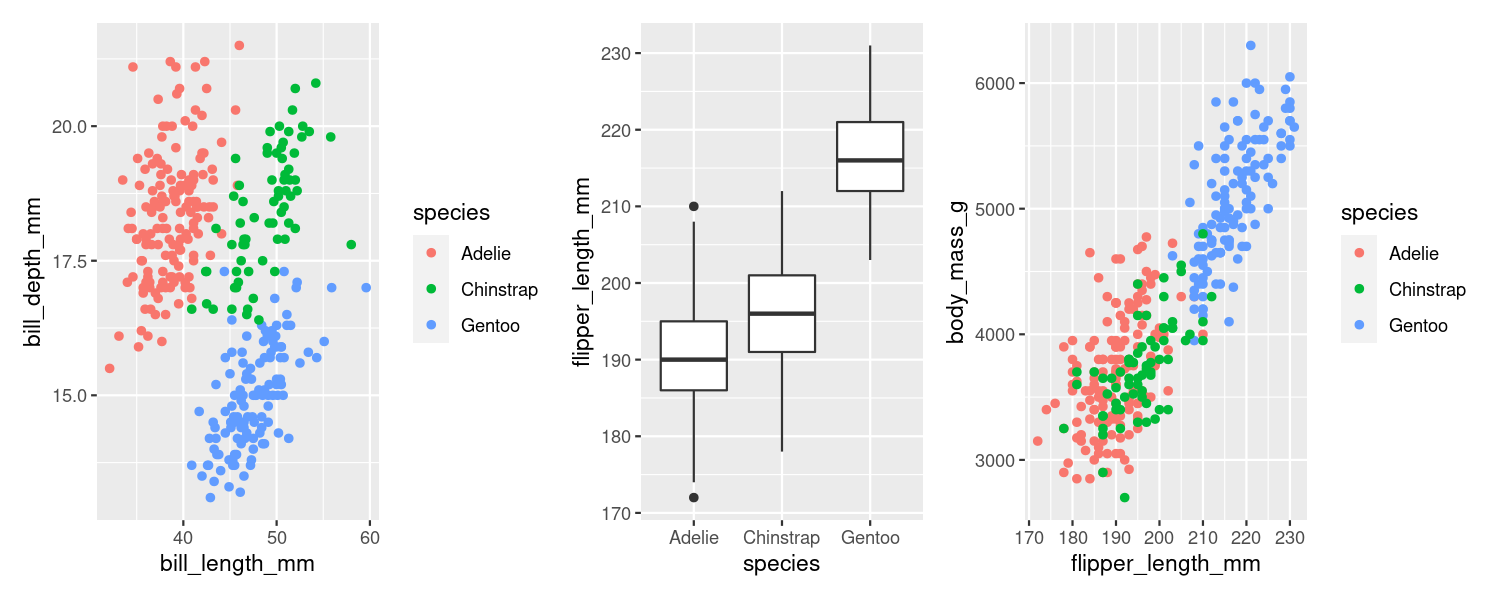 bill_depth_mm
20.0
17.5
15.0
40 50 60
bill_length_mm
species
Adelie
Chinstrap
Gentoo
flipper_length_mm
230
220
210
200
190
180
170
Adelie Chinstrap Gentoo
species
body_mass_g
6000
5000
4000
3000
170 180 190 200 210 220 230
flipper_length_mm
species
Adelie
Chinstrap
Gentoo